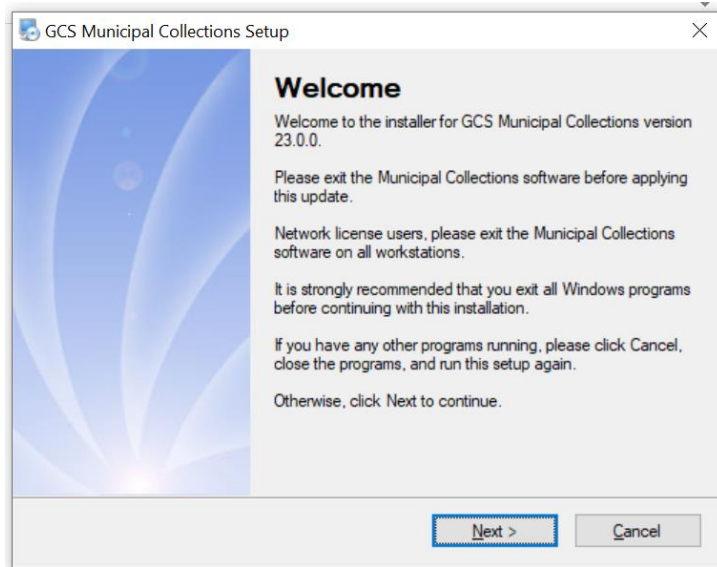 GCS Municipal Collections Setup
Welcome
Welcome to the installer for GCS Municipal Collections version
23.0.0.
Please exit the Municipal Collections software before applying
this update.
Network license users, please exit the Municipal Collections
software on all workstations.
It is strongly recommended that you exit all Windows programs
before continuing with this installation.
If you have any other programs running, please click Cancel,
close the programs, and run this setup again.
Otherwise, click Next to continue.
Next >
Cancel